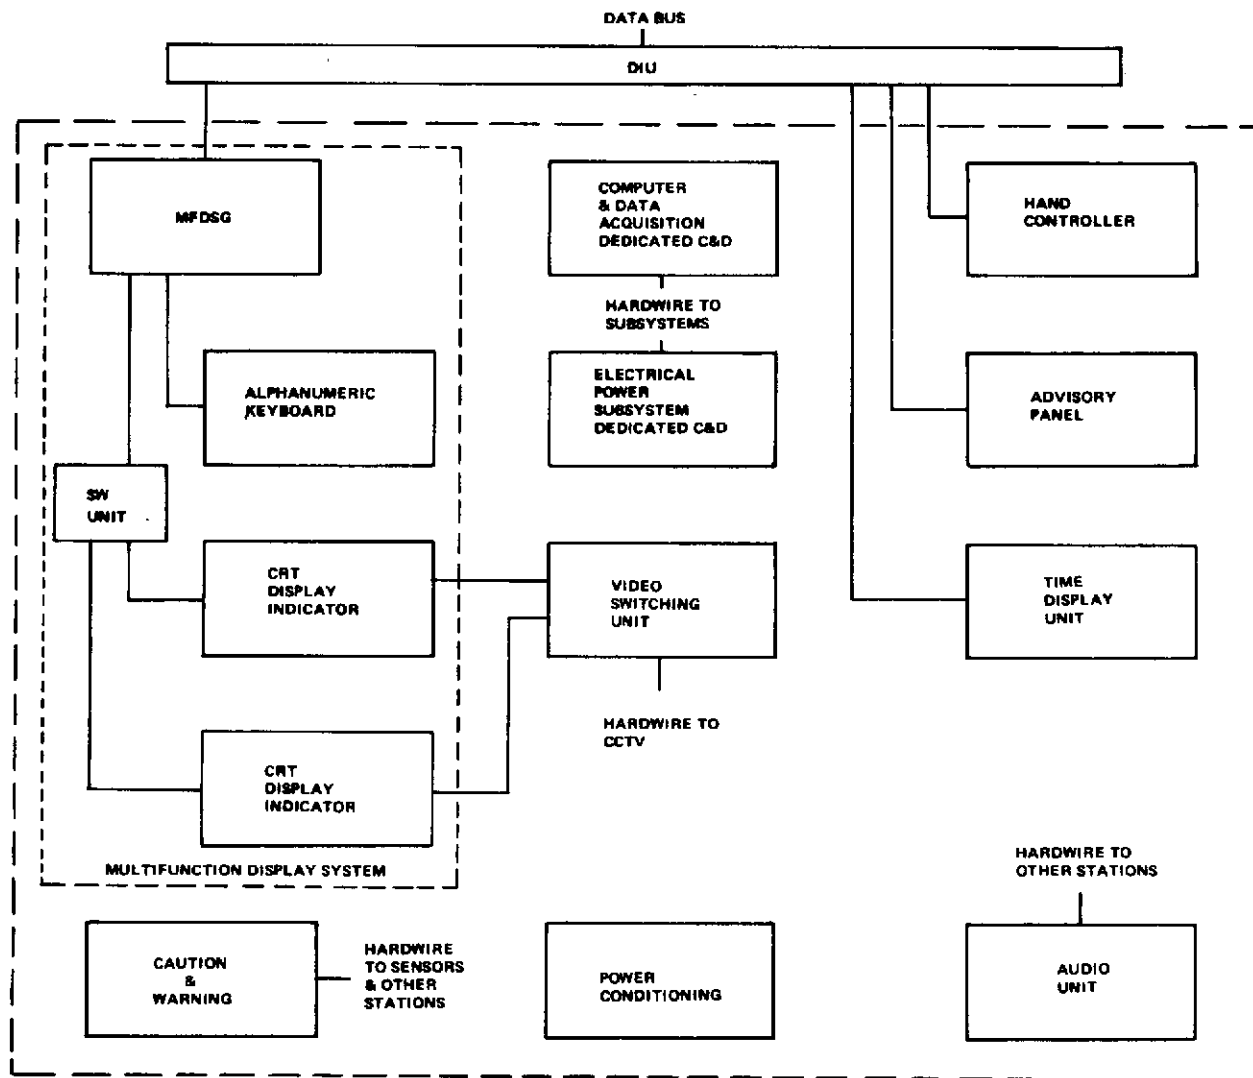 DATA BUS
DIU
MFDSG
COMPUTER
& DATA
ACQUISITION
DEDICATED C&D
HAND
CONTROLLER
HARDWIRE TO
SUBSYSTEMS
ALPHANUMERIC
KEYBOARD
ELECTRICAL
POWER
SUBSYSTEM
DEDICATED C&D
ADVISORY
PANEL
SW
UNIT
CRT
DISPLAY
INDICATOR
VIDEO
SWITCHING
UNIT
TIME
DISPLAY
UNIT
HARDWIRE TO
CCTV
CRT
DISPLAY
INDICATOR
MULTIFUNCTION DISPLAY SYSTEM
HARDWIRE TO
OTHER STATIONS
CAUTION
&
WARNING
HARDWIRE
TO SENSORS
& OTHER
STATIONS
POWER
CONDITIONING
AUDIO
UNIT